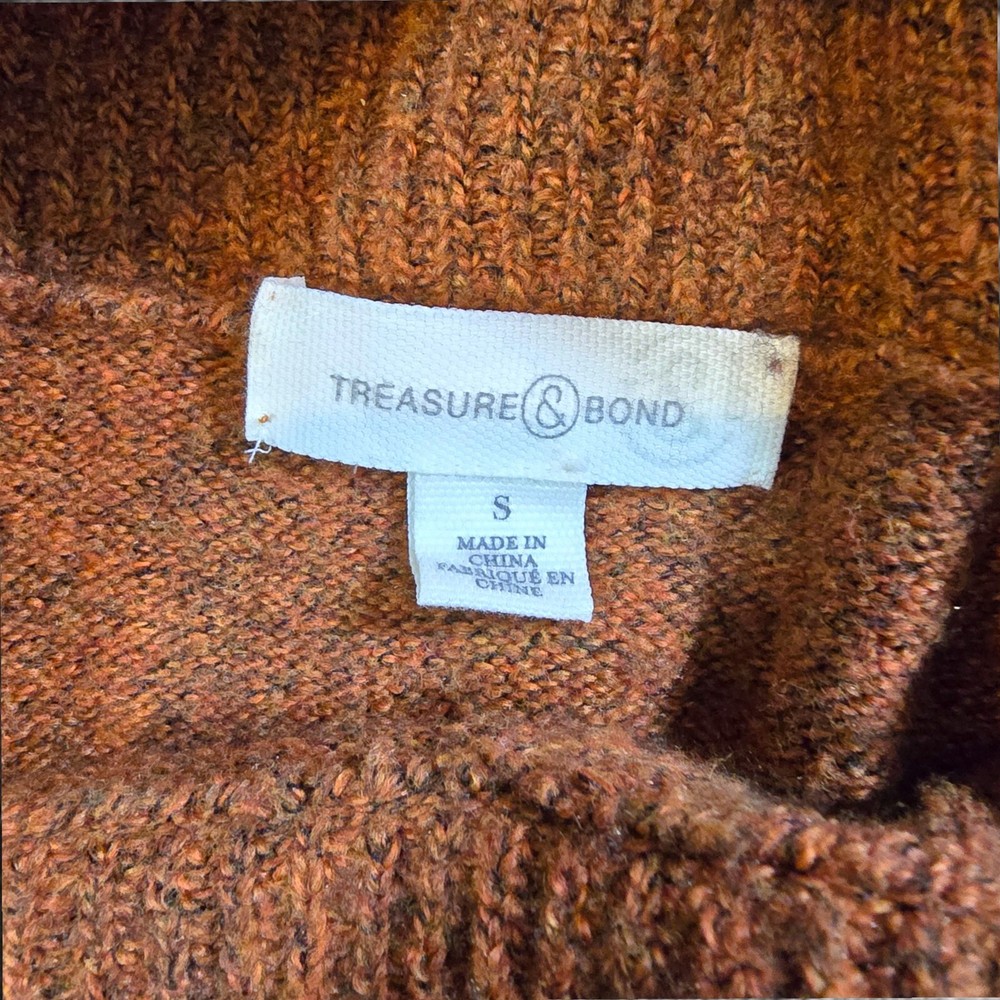 TREASURE & BOND
S
MADE IN
CHINA
FABRIQUÉ EN
CHINE